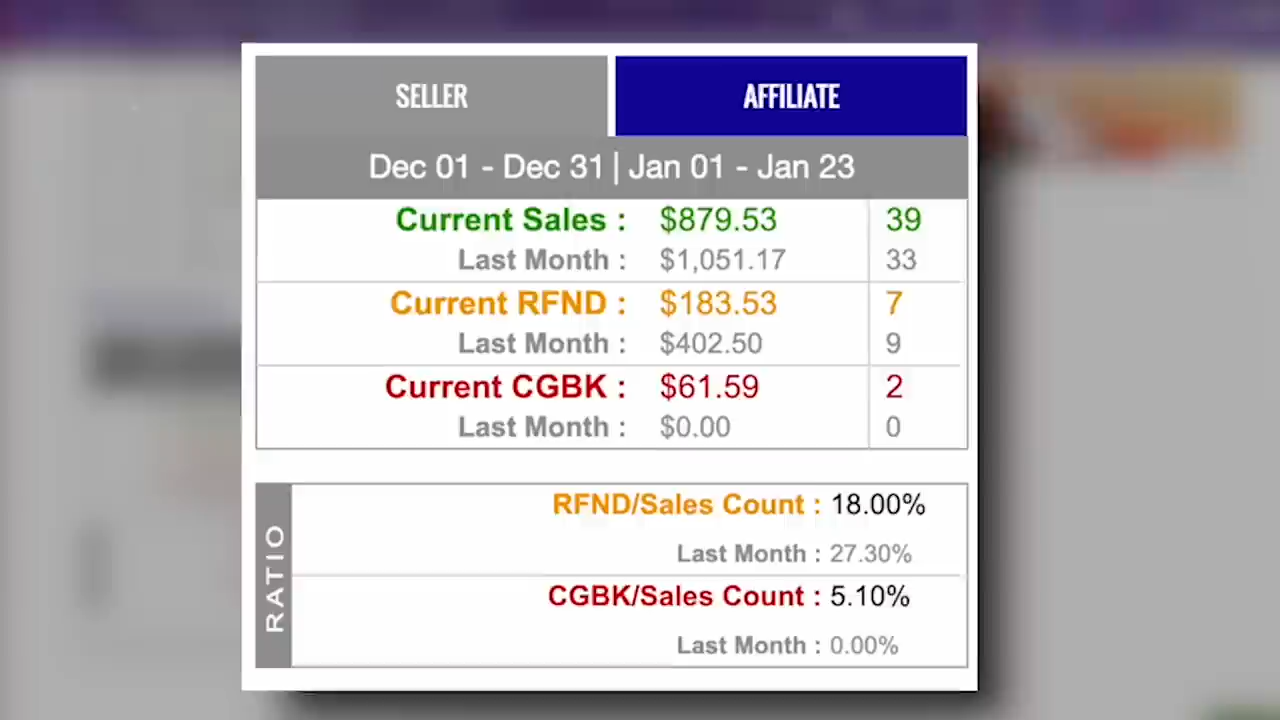 SELLER AFFILIATE
Dec 01 - Dec 31 | Jan 01 - Jan 23
Current Sales : $879.53 39
Last Month : $1,051.17 33
Current RFND : $183.53 7
Last Month : $402.50 9
Current CGBK : $61.59 2
Last Month : $0.00 0
RATIO
RFND/Sales Count : 18.00%
Last Month : 27.30%
CGBK/Sales Count : 5.10%
Last Month : 0.00%